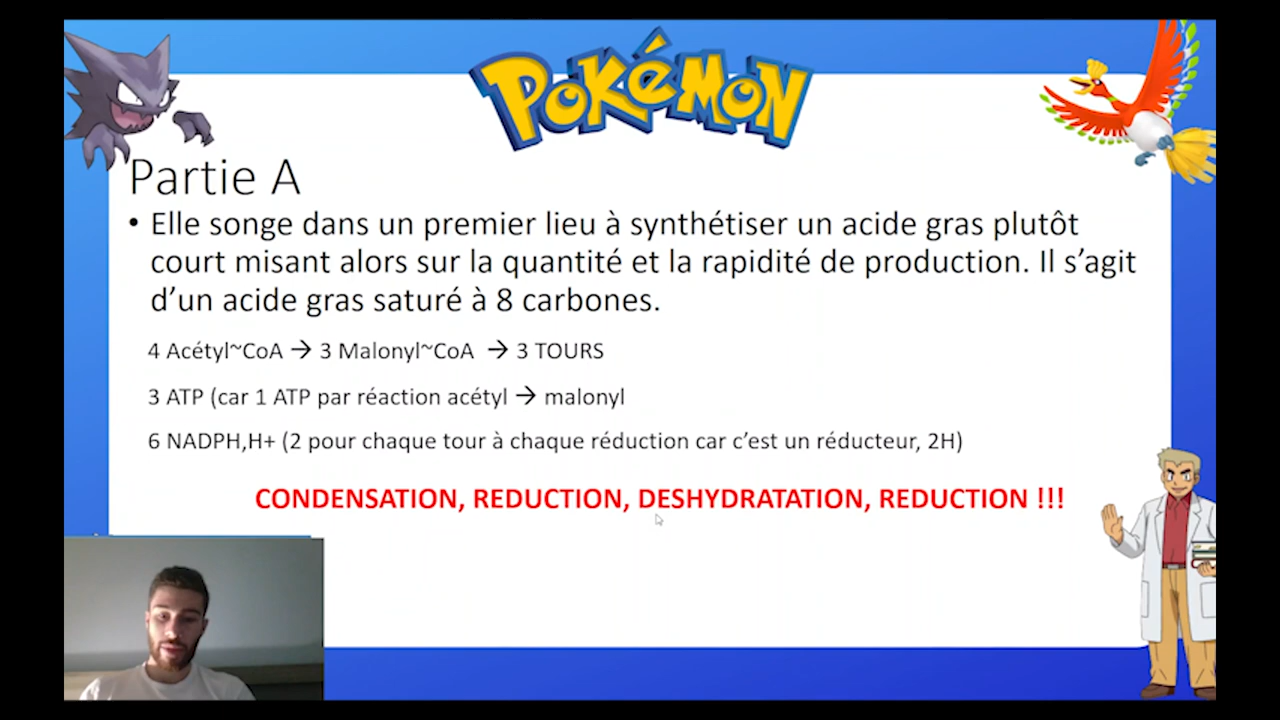 POKéMON
Partie A
• Elle songe dans un premier lieu à synthétiser un acide gras plutôt
court misant alors sur la quantité et la rapidité de production. Il s’agit
d’un acide gras saturé à 8 carbones.
4 Acétyl~CoA → 3 Malonyl~CoA → 3 TOURS
3 ATP (car 1 ATP par réaction acétyl → malonyl
6 NADPH,H+ (2 pour chaque tour à chaque réduction car c’est un réducteur, 2H)
CONDENSATION, REDUCTION, DESHYDRATATION, REDUCTION !!!